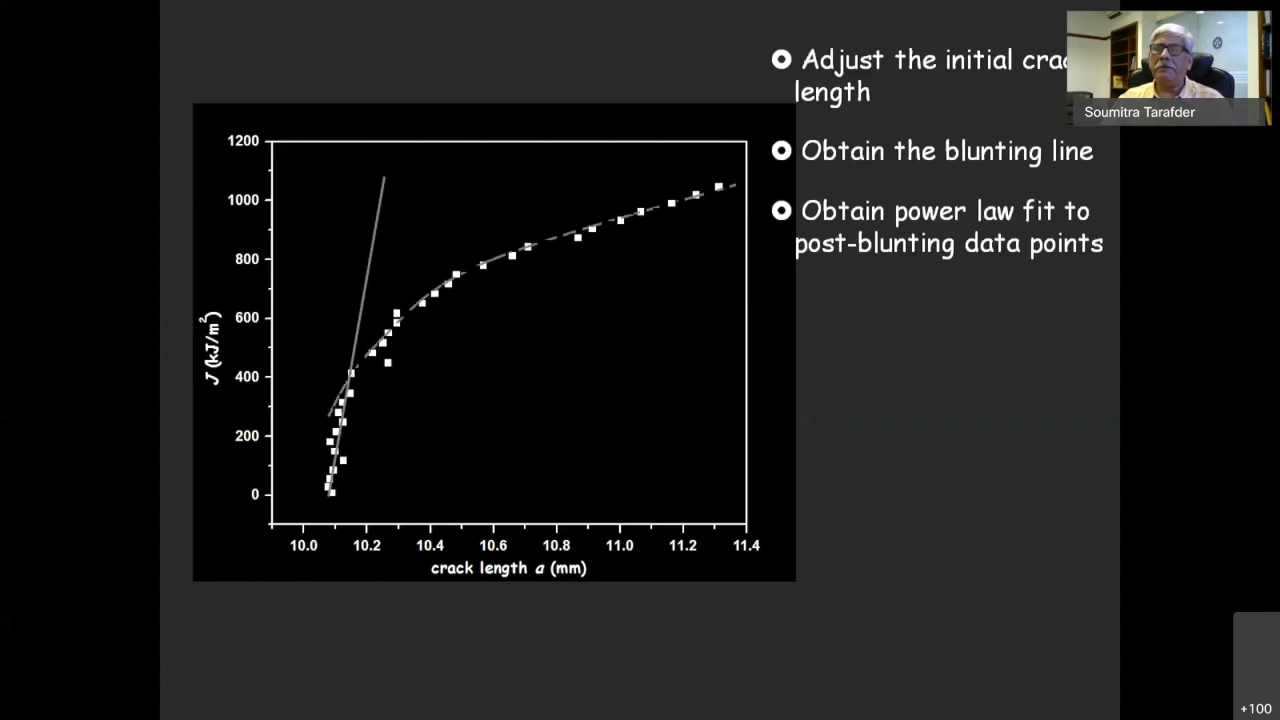 Adjust the initial
length
Soumitra Tarafder
Obtain the blunting line
Obtain power law fit to
post-blunting data points
1200
1000
800
600
400
200
0
J (kJ/m²)
10.0 10.2 10.4 10.6 10.8 11.0 11.2 11.4
crack length a (mm)
+100